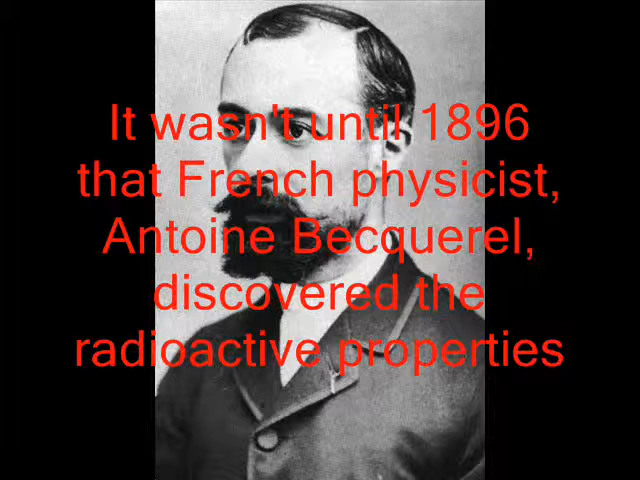 It wasn't until 1896
that French physicist,
Antoine Becquerel,
discovered the
radioactive properties